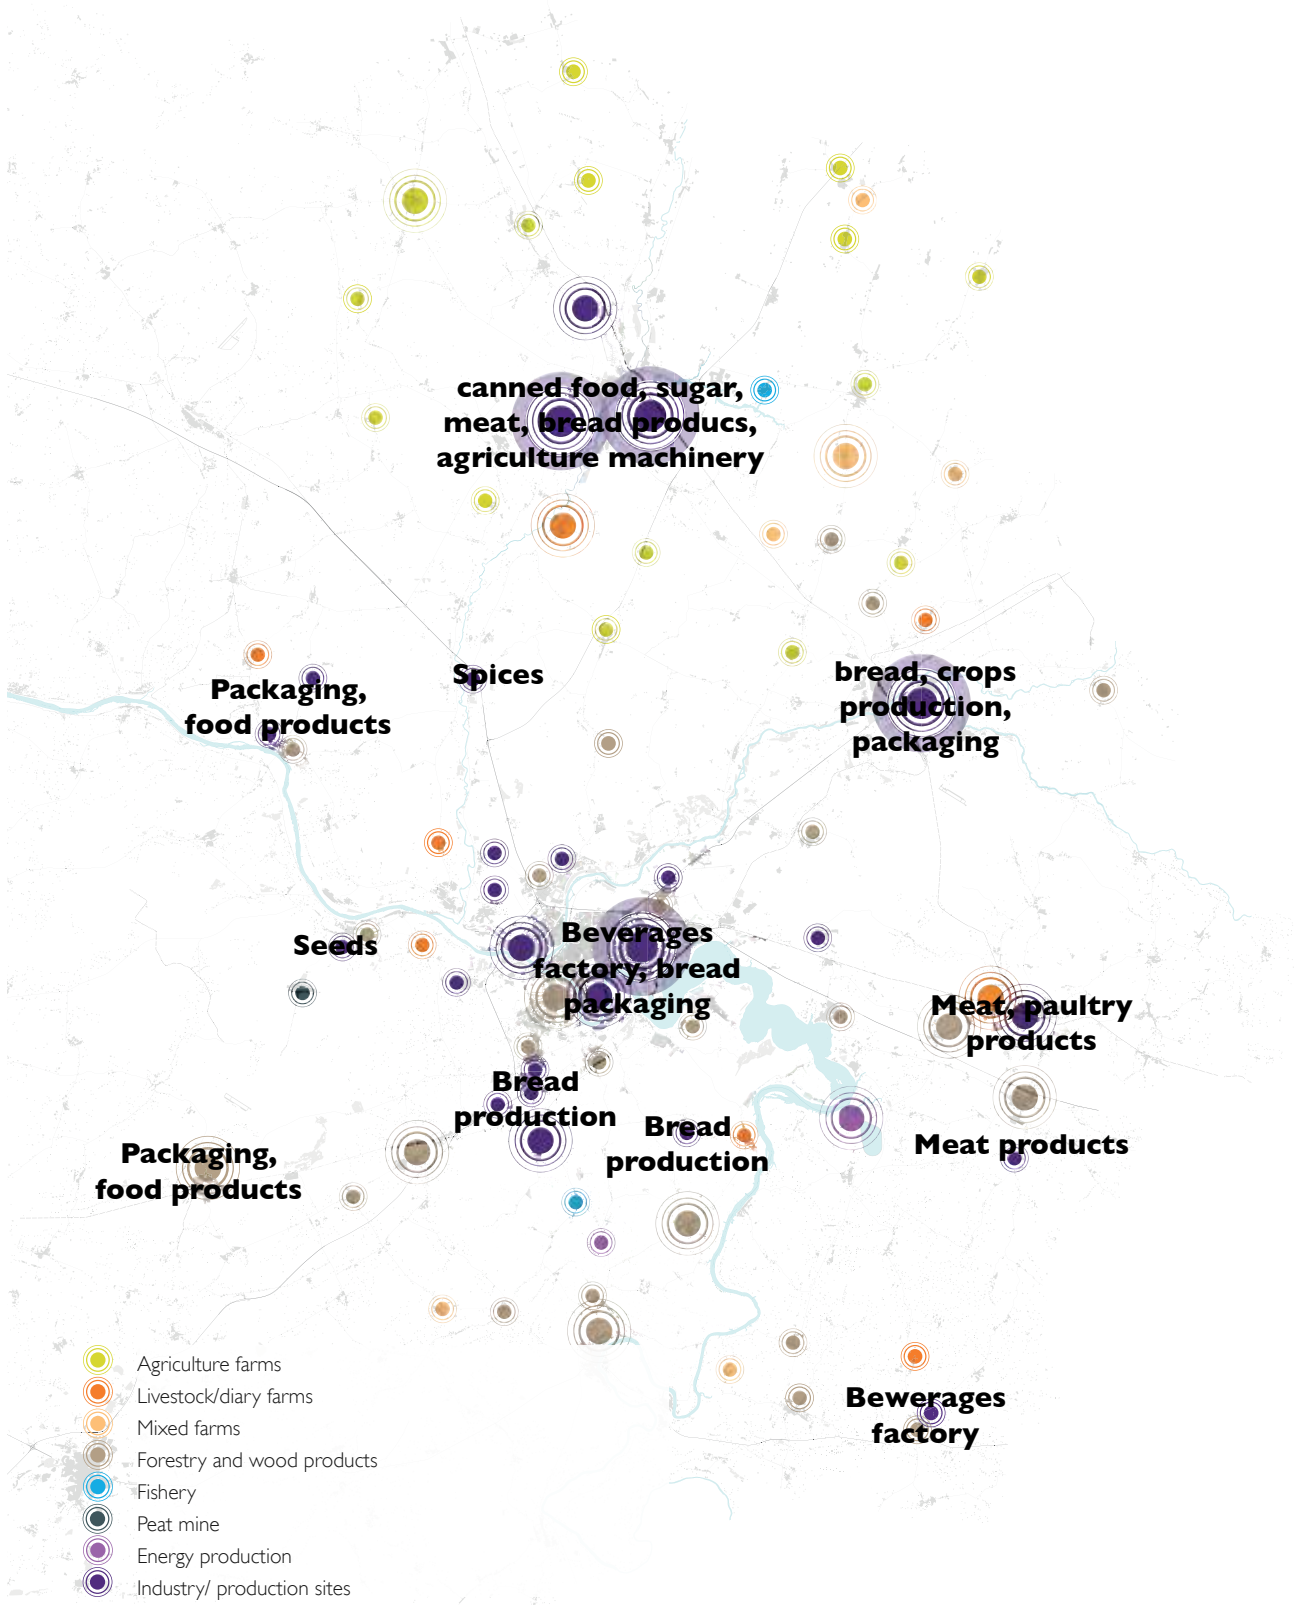 canned food, sugar,
meat, bread producs,
agriculture machinery
Spices
bread, crops
production,
packaging
Packaging,
food products
Beverages
factory, bread
packaging
Seeds
Meat, paultry
products
Bread
production
Bread
production
Meat products
Packaging,
food products
Bewerages
factory
Agriculture farms
Livestock/diary farms
Mixed farms
Forestry and wood products
Fishery
Peat mine
Energy production
Industry/ production sites